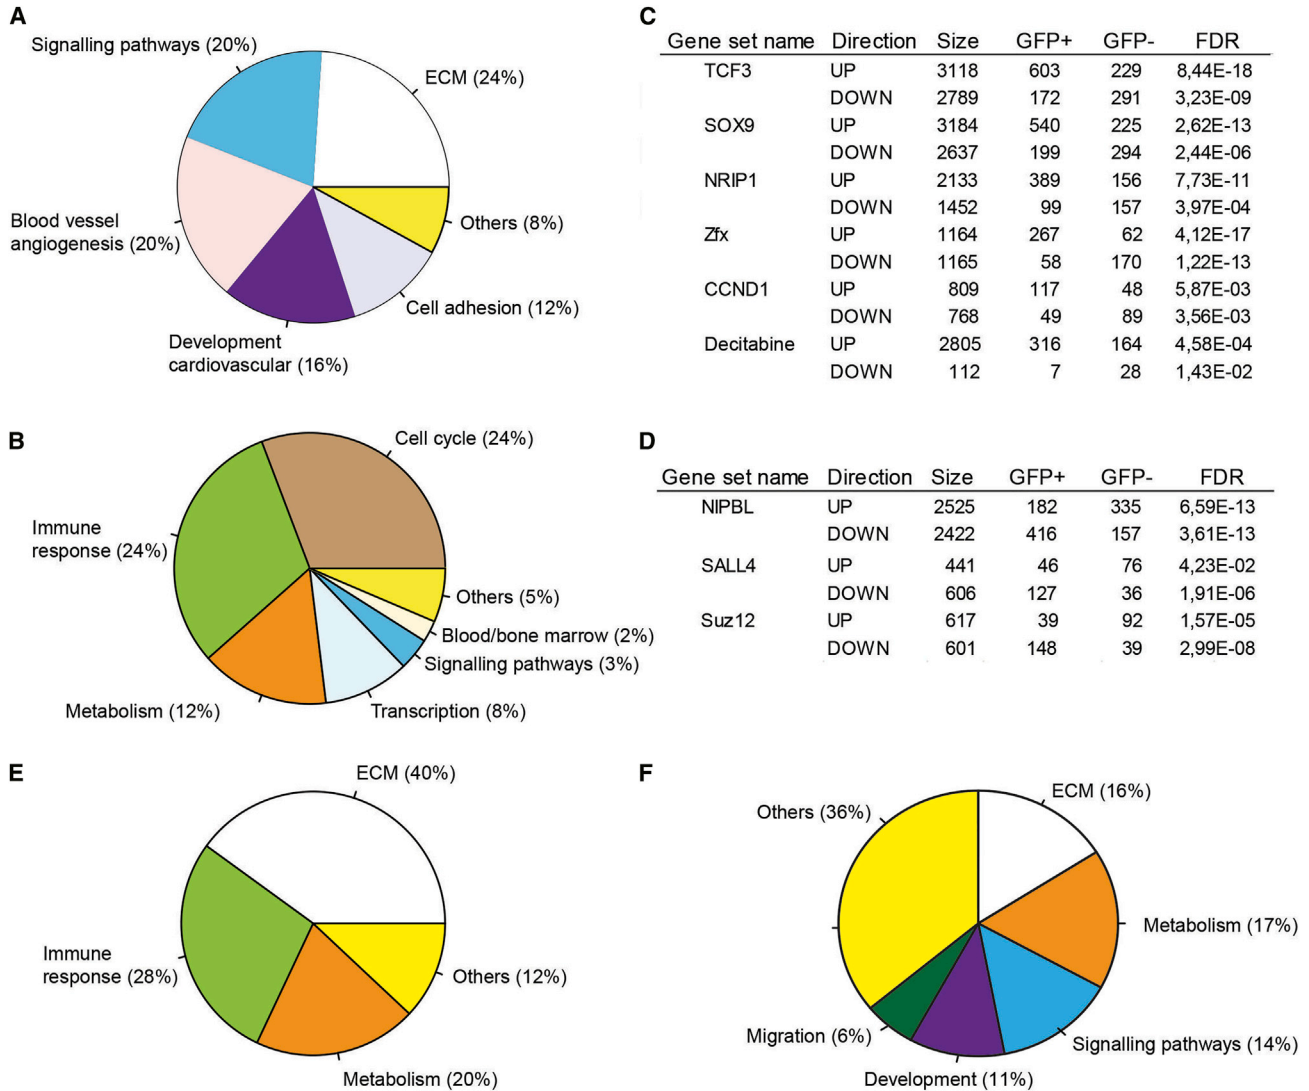 A
Signalling pathways (20%)
ECM (24%)
Blood vessel
angiogenesis (20%)
Others (8%)
Cell adhesion (12%)
Development
cardiovascular (16%)
C
Gene set name Direction Size GFP+ GFP- FDR
TCF3 UP 3118 603 229 8,44E-18
DOWN 2789 172 291 3,23E-09
SOX9 UP 3184 540 225 2,62E-13
DOWN 2637 199 294 2,44E-06
NRIP1 UP 2133 389 156 7,73E-11
DOWN 1452 99 157 3,97E-04
Zfx UP 1164 267 62 4,12E-17
DOWN 1165 58 170 1,22E-13
CCND1 UP 809 117 48 5,87E-03
DOWN 768 49 89 3,56E-03
Decitabine UP 2805 316 164 4,58E-04
DOWN 112 7 28 1,43E-02
B
Cell cycle (24%)
Immune
response (24%)
Others (5%)
Blood/bone marrow (2%)
Signalling pathways (3%)
Metabolism (12%)
Transcription (8%)
D
Gene set name Direction Size GFP+ GFP- FDR
NIPBL UP 2525 182 335 6,59E-13
DOWN 2422 416 157 3,61E-13
SALL4 UP 441 46 76 4,23E-02
DOWN 606 127 36 1,91E-06
Suz12 UP 617 39 92 1,57E-05
DOWN 601 148 39 2,99E-08
E
ECM (40%)
Immune
response (28%)
Others (12%)
Metabolism (20%)
F
Others (36%)
ECM (16%)
Metabolism (17%)
Migration (6%)
Signalling pathways (14%)
Development (11%)